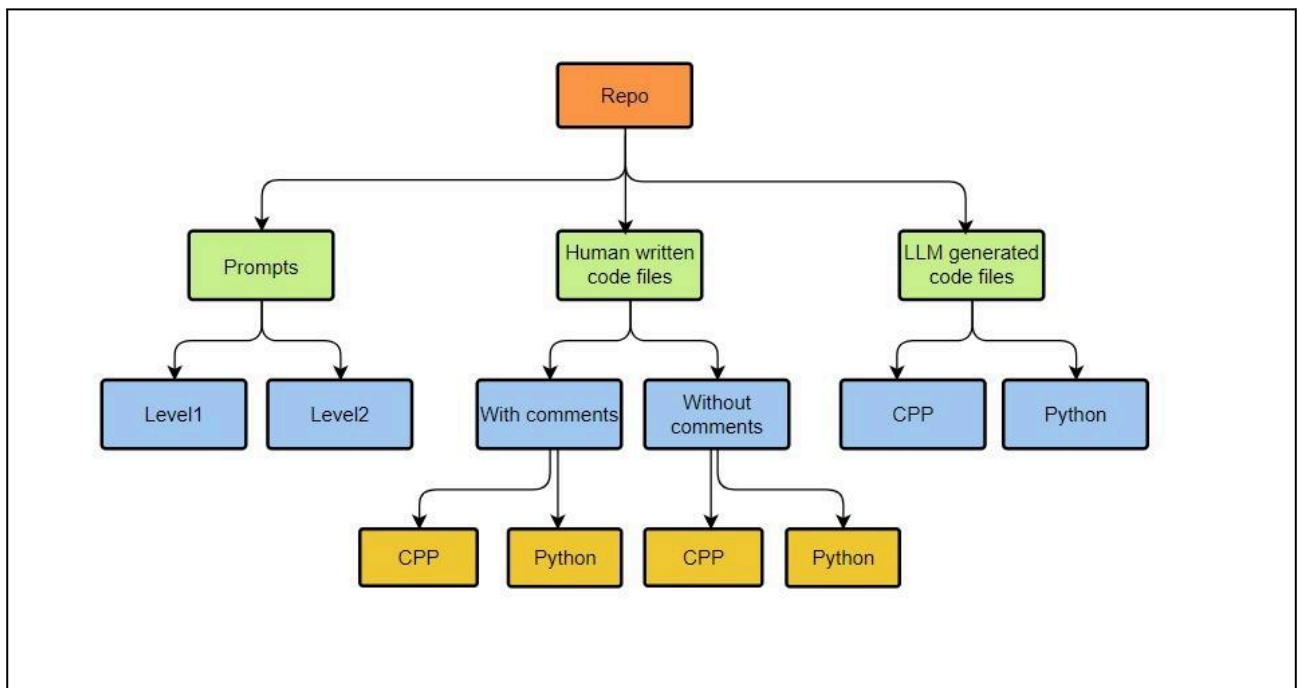 Repo
Prompts
Human written
code files
LLM generated
code files
Level1
Level2
With comments
Without
comments
CPP
Python
CPP
Python
CPP
Python